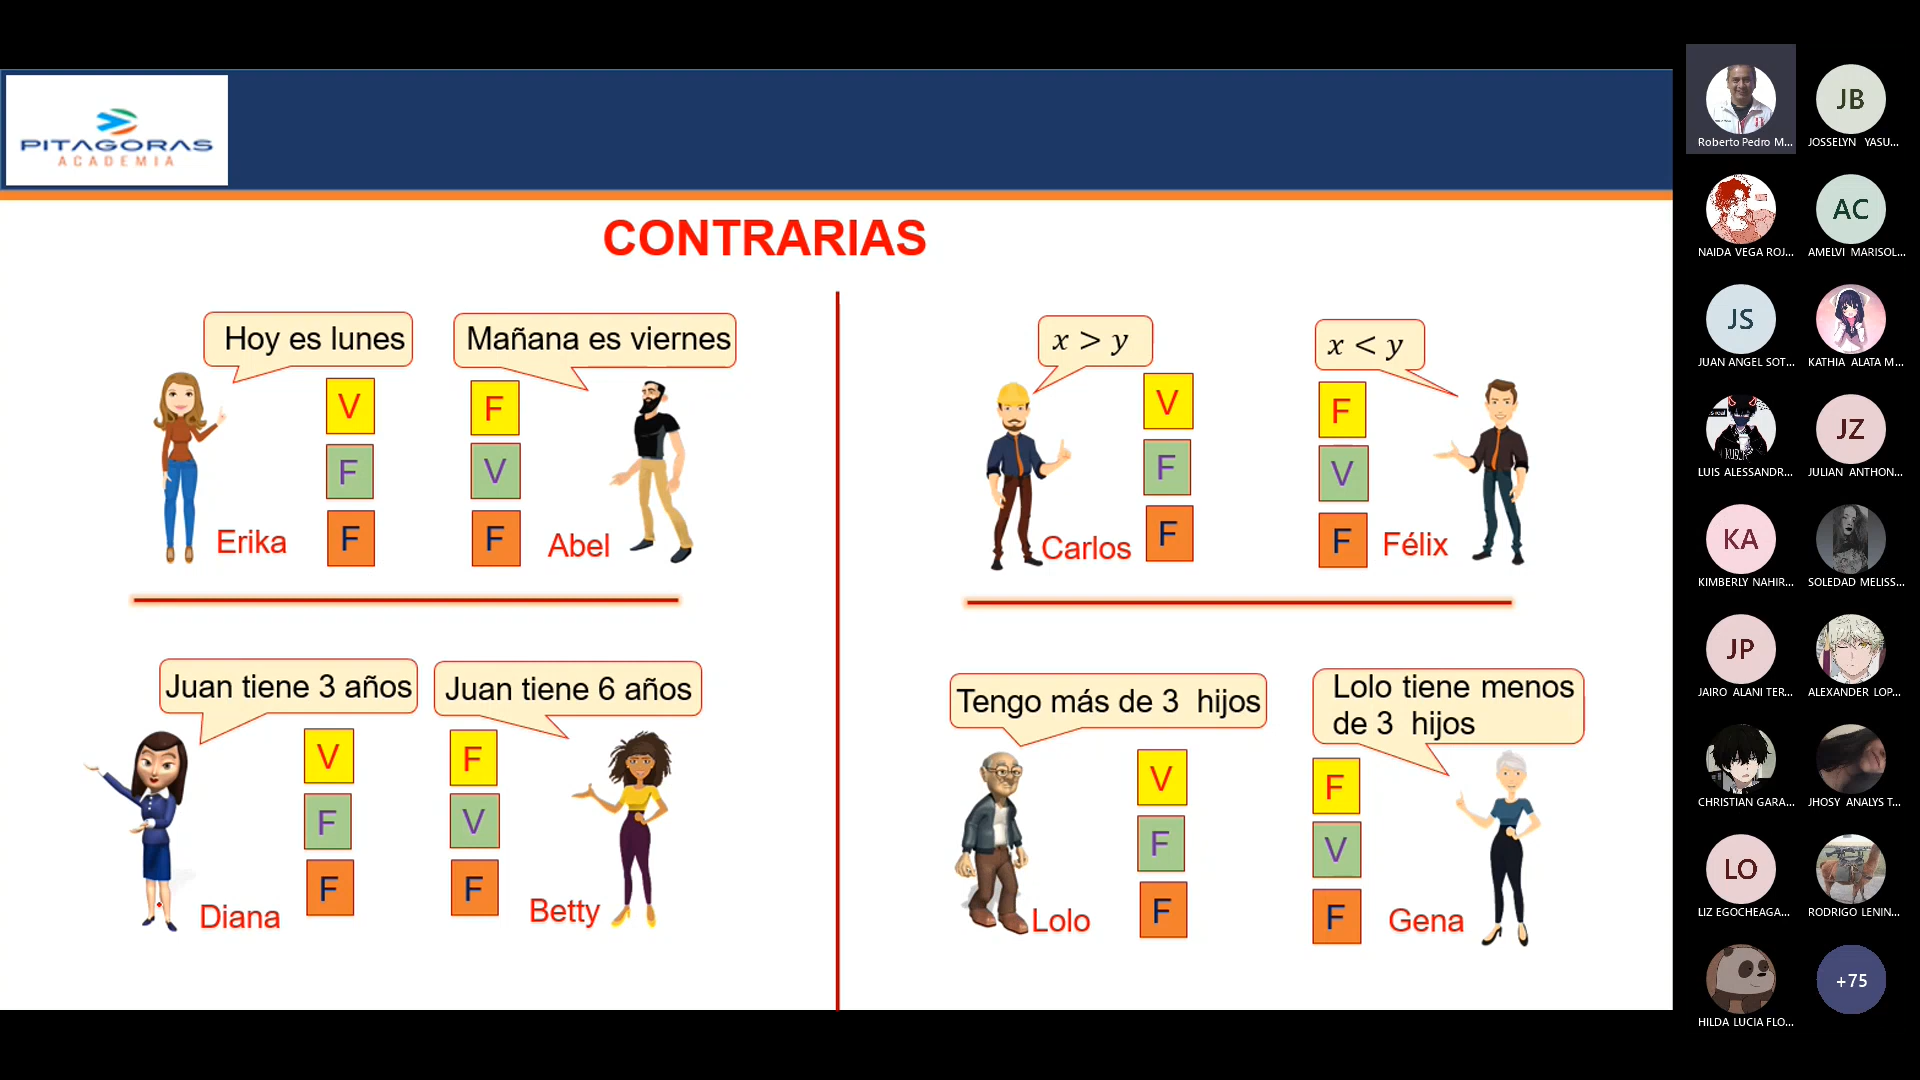 PITAGORAS
ACADEMIA
CONTRARIAS
Hoy es lunes
Mañana es viernes
V
F
F
V
F
F
Erika
Abel
x > y
x < y
V
F
F
V
F
F
Carlos
Félix
Juan tiene 3 años
Juan tiene 6 años
V
F
F
V
F
F
Diana
Betty
Tengo más de 3 hijos
Lolo tiene menos
de 3 hijos
V
F
F
V
F
F
Lolo
Gena
Roberto Pedro M...
JB
JOSSELYN YASU...
NAIDA VEGA ROJ...
AC
AMELVI MARISOL...
JS
JUAN ANGEL SOT...
KATHIA ALATA M...
LUIS ALESSANDR...
JZ
JULIAN ANTHON...
KA
KIMBERLY NAHIR...
SOLEDAD MELISS...
JP
JAIRO ALANI TER...
ALEXANDER LOP...
CHRISTIAN GARA...
JHOSY ANALYS T...
LO
LIZ EGOCHEAGA...
RODRIGO LENIN...
HILDA LUCIA FLO...
+75